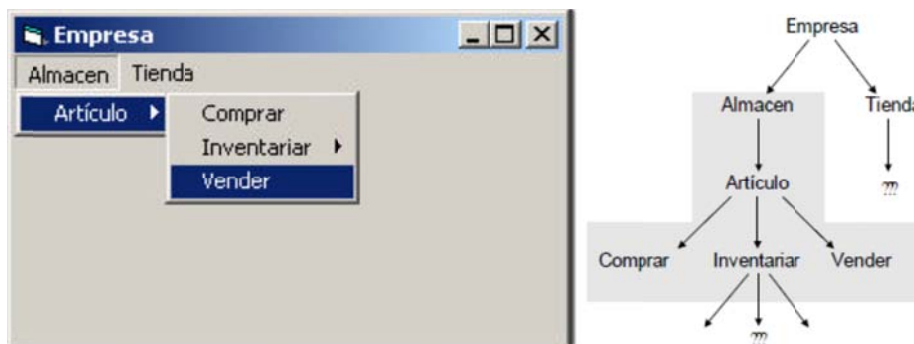 Empresa
Almacen Tienda
Artículo
Comprar
Inventariar
Vender
Empresa
Almacen Tienda
Artículo
???
Comprar Inventariar Vender
???